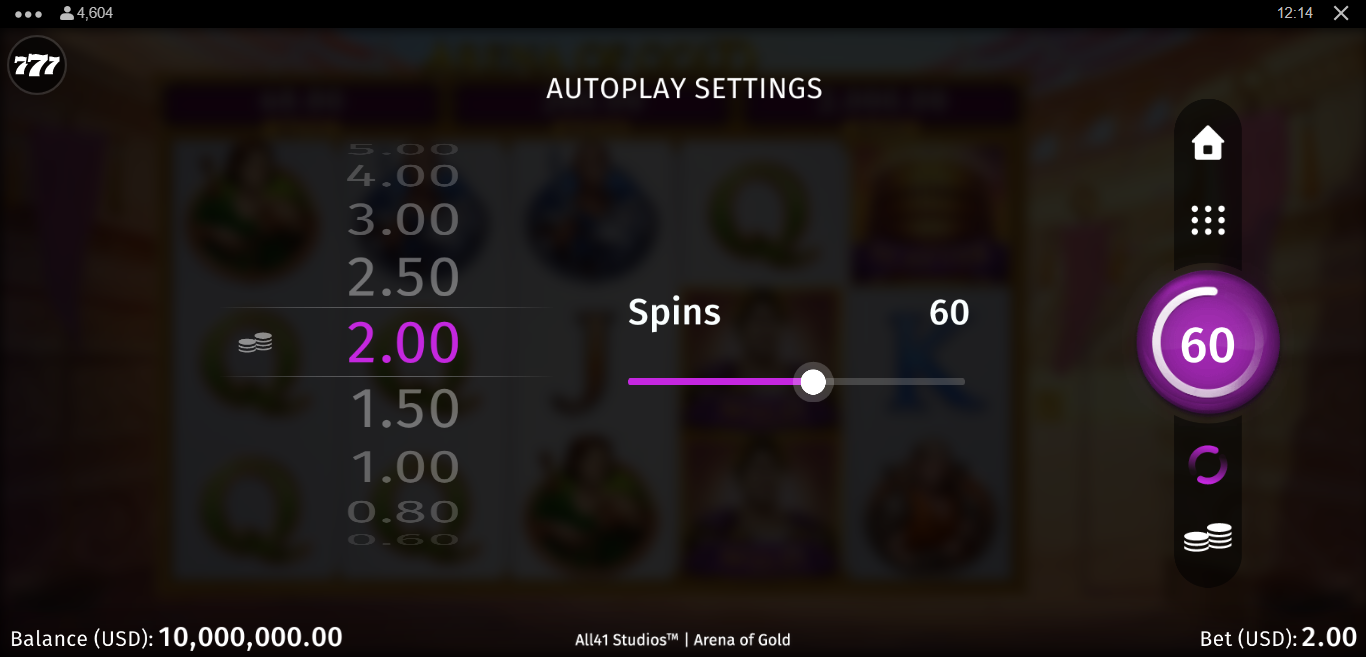 4,604
12:14
777
AUTOPLAY SETTINGS
5.00
4.00
3.00
2.50
2.00
1.50
1.00
0.80
0.60
Spins 60
60
Balance (USD): 10,000,000.00
All41 Studios™ | Arena of Gold
Bet (USD): 2.00